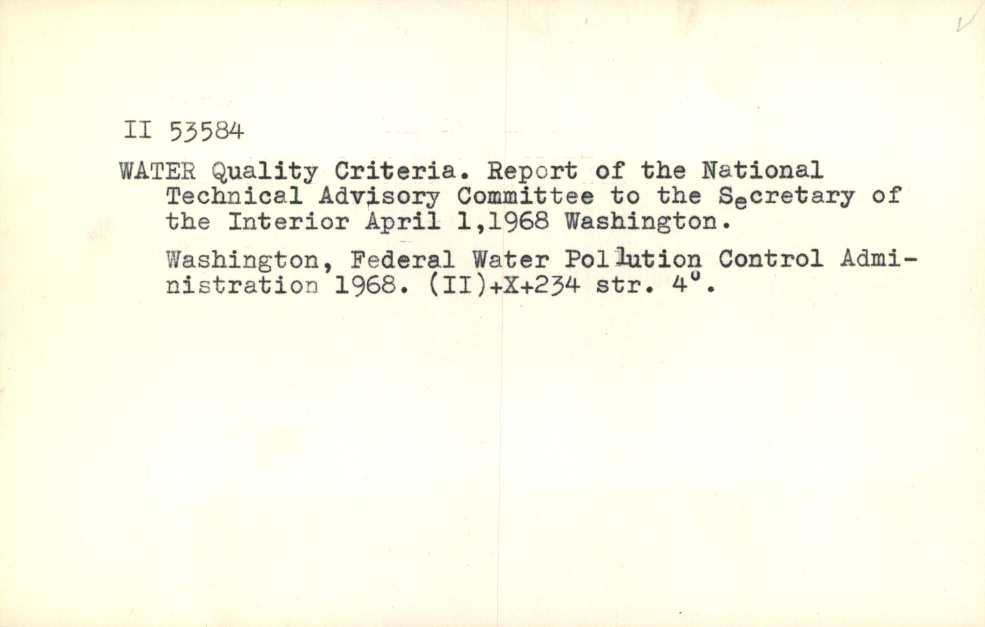 II 53584
WATER Quality Criteria. Report of the National
Technical Advisory Committee to the Secretary of
the Interior April 1,1968 Washington.
Washington, Federal Water Pollution Control Admi-
nistration 1968. (II)+X+234 str. 4°.